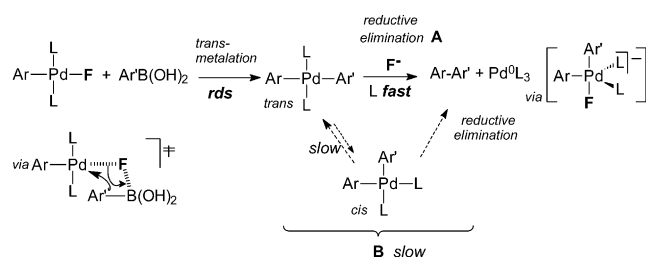 reductive
elimination A
L
Ar—Pd—F + Ar'B(OH)₂
L
trans-
metalation
rds
L
Ar—Pd—Ar'
trans L
F⁻
L fast
Ar-Ar' + Pd⁰L₃
via
Ar'
Ar—Pd
L
L
F
−
slow
reductive
elimination
via
L
Ar—Pd F
L
Ar' B(OH)₂
‡
Ar'
Ar—Pd—L
cis L
B slow